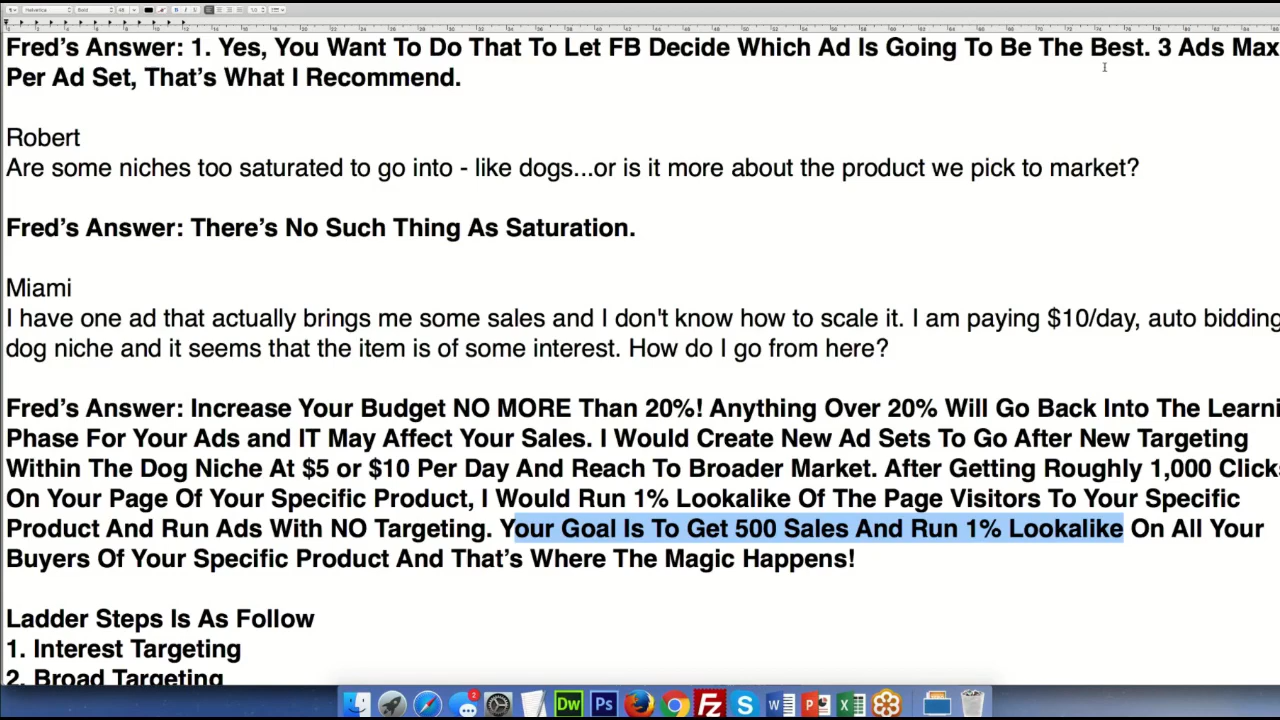 Fred’s Answer: 1. Yes, You Want To Do That To Let FB Decide Which Ad Is Going To Be The Best. 3 Ads Max
Per Ad Set, That’s What I Recommend.
Robert
Are some niches too saturated to go into - like dogs...or is it more about the product we pick to market?
Fred’s Answer: There’s No Such Thing As Saturation.
Miami
I have one ad that actually brings me some sales and I don't know how to scale it. I am paying $10/day, auto bidding
dog niche and it seems that the item is of some interest. How do I go from here?
Fred’s Answer: Increase Your Budget NO MORE Than 20%! Anything Over 20% Will Go Back Into The Learni
Phase For Your Ads and IT May Affect Your Sales. I Would Create New Ad Sets To Go After New Targeting
Within The Dog Niche At $5 or $10 Per Day And Reach To Broader Market. After Getting Roughly 1,000 Clicks
On Your Page Of Your Specific Product, I Would Run 1% Lookalike Of The Page Visitors To Your Specific
Product And Run Ads With NO Targeting. Your Goal Is To Get 500 Sales And Run 1% Lookalike On All Your
Buyers Of Your Specific Product And That’s Where The Magic Happens!
Ladder Steps Is As Follow
1. Interest Targeting
2. Broad Targeting
2
Dw Ps Fz S W P X